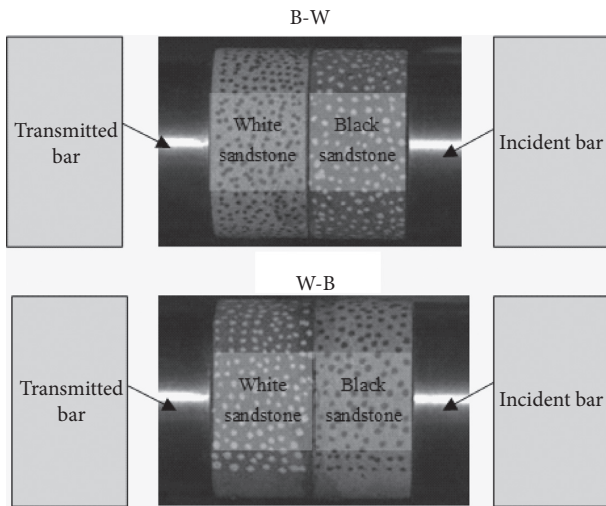 B-W
Transmitted
bar
White
sandstone
Black
sandstone
Incident bar
W-B
Transmitted
bar
White
sandstone
Black
sandstone
Incident bar